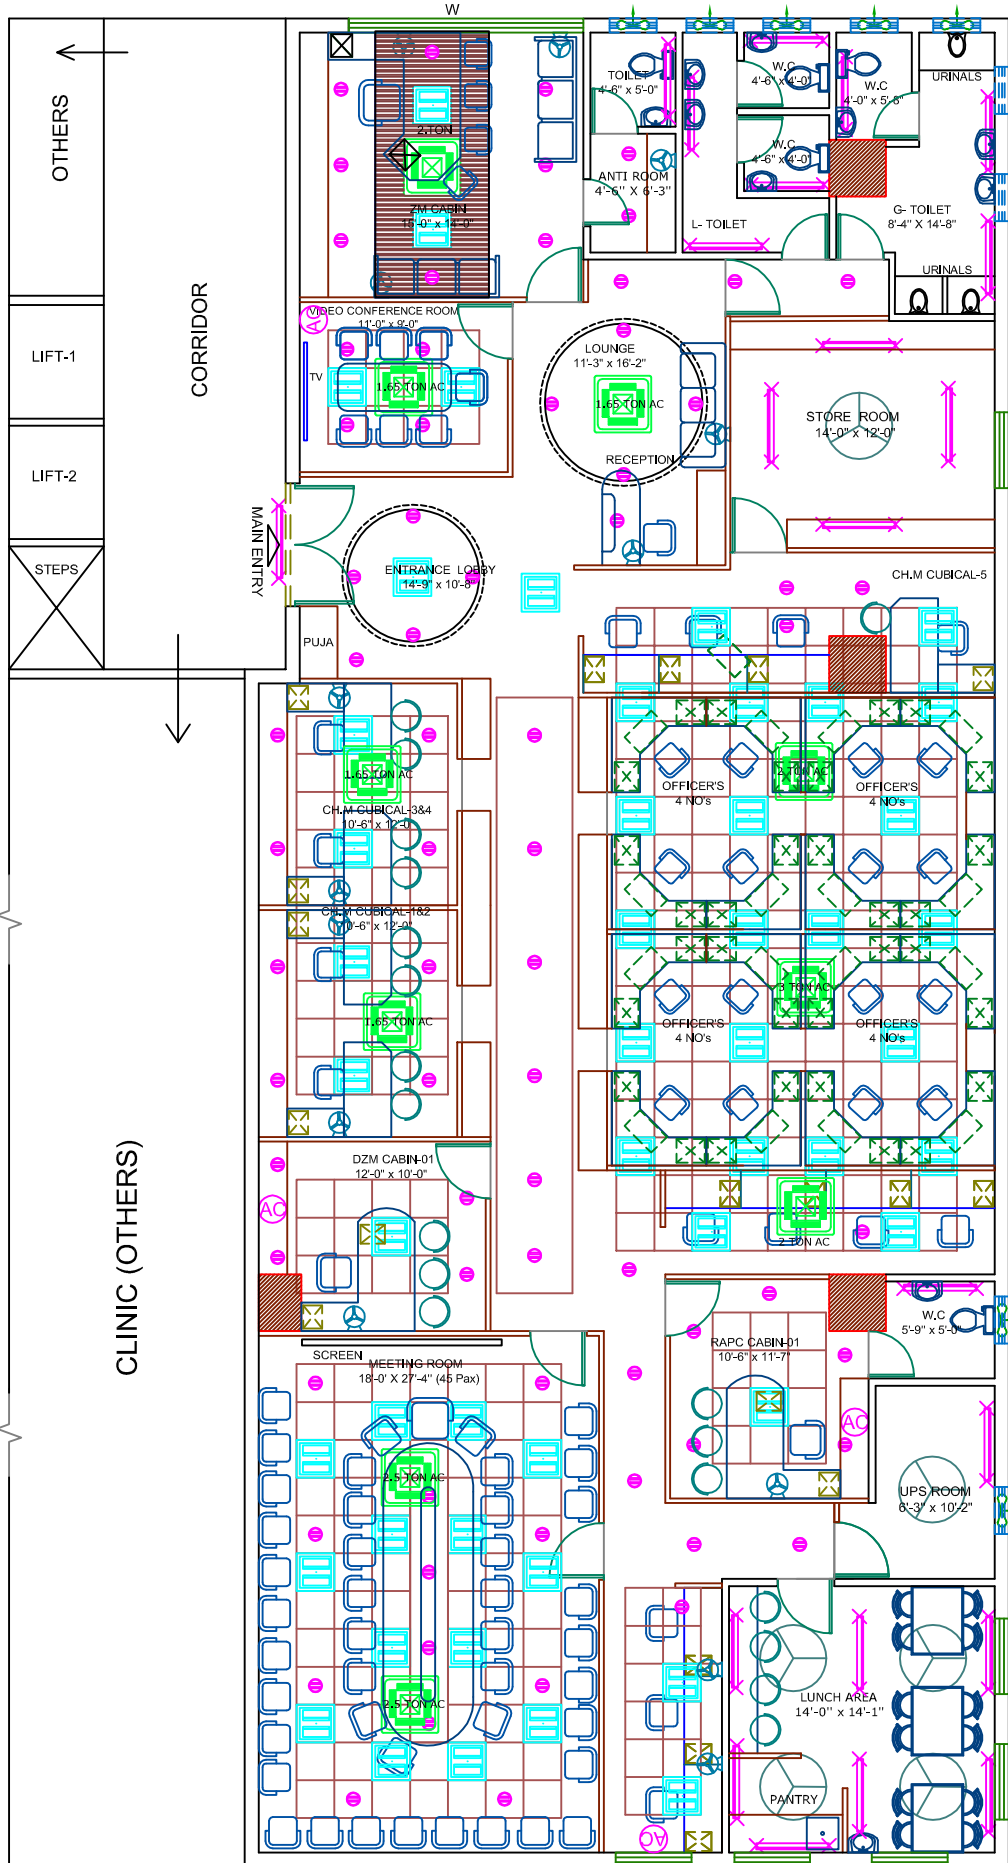 W
OTHERS
CORRIDOR
LIFT-1
LIFT-2
STEPS
MAIN ENTRY
CLINIC (OTHERS)
2.TON
ZM CABIN
15'-0" x 14'-0"
TOILET
4'-6" x 5'-0"
ANTI ROOM
4'-6" X 6'-3"
W.C
4'-6" x 4'-0"
W.C
4'-6" x 4'-0"
L- TOILET
W.C
4'-0" x 5'-8"
URINALS
G- TOILET
8'-4" X 14'-8"
URINALS
AC
VIDEO CONFERENCE ROOM
11'-0" x 9'-0"
TV
1.65 TON AC
LOUNGE
11'-3" x 16'-2"
1.65 TON AC
RECEPTION
STORE ROOM
14'-0" x 12'-0"
ENTRANCE LOBBY
14'-9" x 10'-8"
PUJA
CH.M CUBICAL-5
1.65 TON AC
CH.M CUBICAL-3&4
10'-6" x 12'-0"
CH.M CUBICAL-1&2
10'-6" x 12'-0"
1.65 TON AC
2 TON AC
OFFICER'S
4 NO's
OFFICER'S
4 NO's
3 TON AC
OFFICER'S
4 NO's
OFFICER'S
4 NO's
2 TON AC
DZM CABIN-01
12'-0" x 10'-0"
AC
SCREEN
MEETING ROOM
18'-0' X 27'-4" (45 Pax)
2.5 TON AC
2.5 TON AC
RAPC CABIN-01
10'-6" x 11'-7"
AC
W.C
5'-9" x 5'-0"
UPS ROOM
6'-3" x 10'-2"
LUNCH AREA
14'-0" x 14'-1"
PANTRY
AC